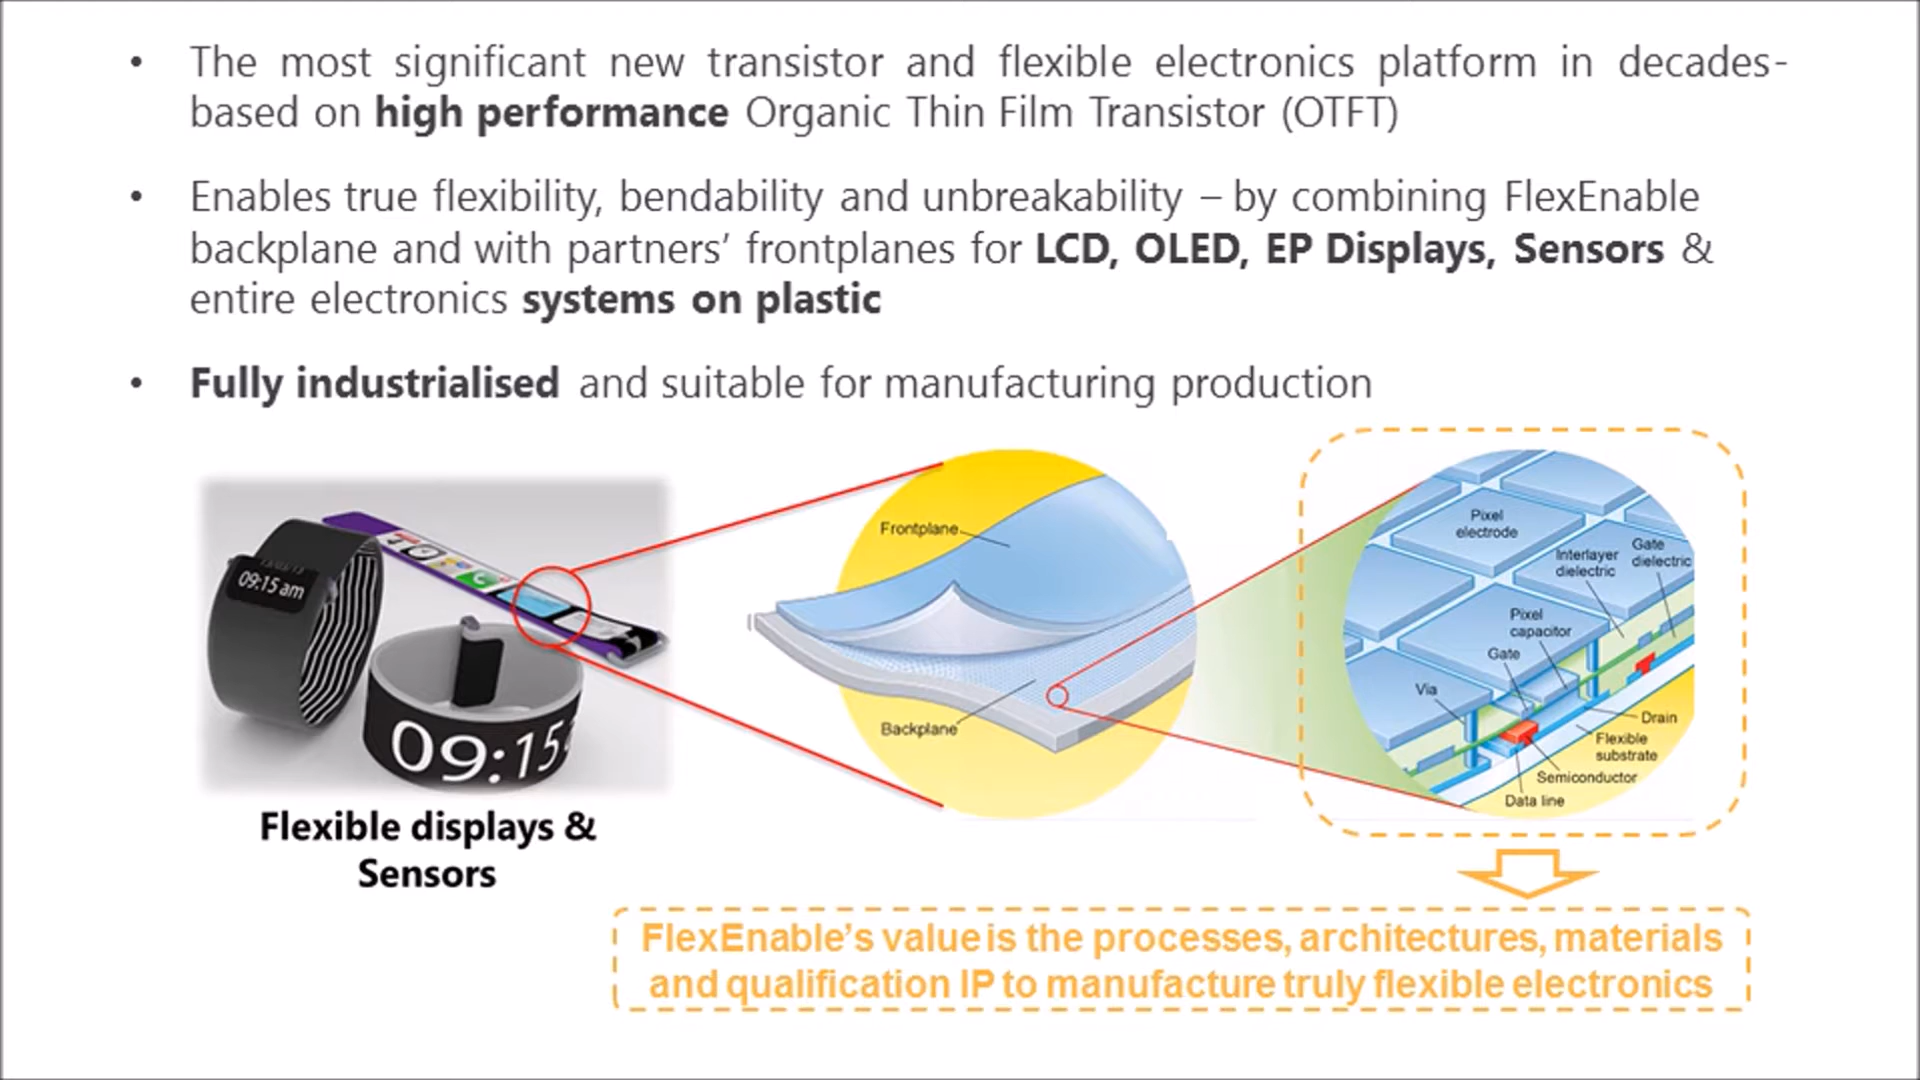 • The most significant new transistor and flexible electronics platform in decades-
based on high performance Organic Thin Film Transistor (OTFT)
• Enables true flexibility, bendability and unbreakability – by combining FlexEnable
backplane and with partners’ frontplanes for LCD, OLED, EP Displays, Sensors &
entire electronics systems on plastic
• Fully industrialised and suitable for manufacturing production
09:15 am
09:15
Flexible displays &
Sensors
Frontplane
Backplane
Pixel
electrode
Interlayer
dielectric
Gate
dielectric
Pixel
capacitor
Gate
Via
Drain
Flexible
substrate
Semiconductor
Data line
FlexEnable’s value is the processes, architectures, materials
and qualification IP to manufacture truly flexible electronics